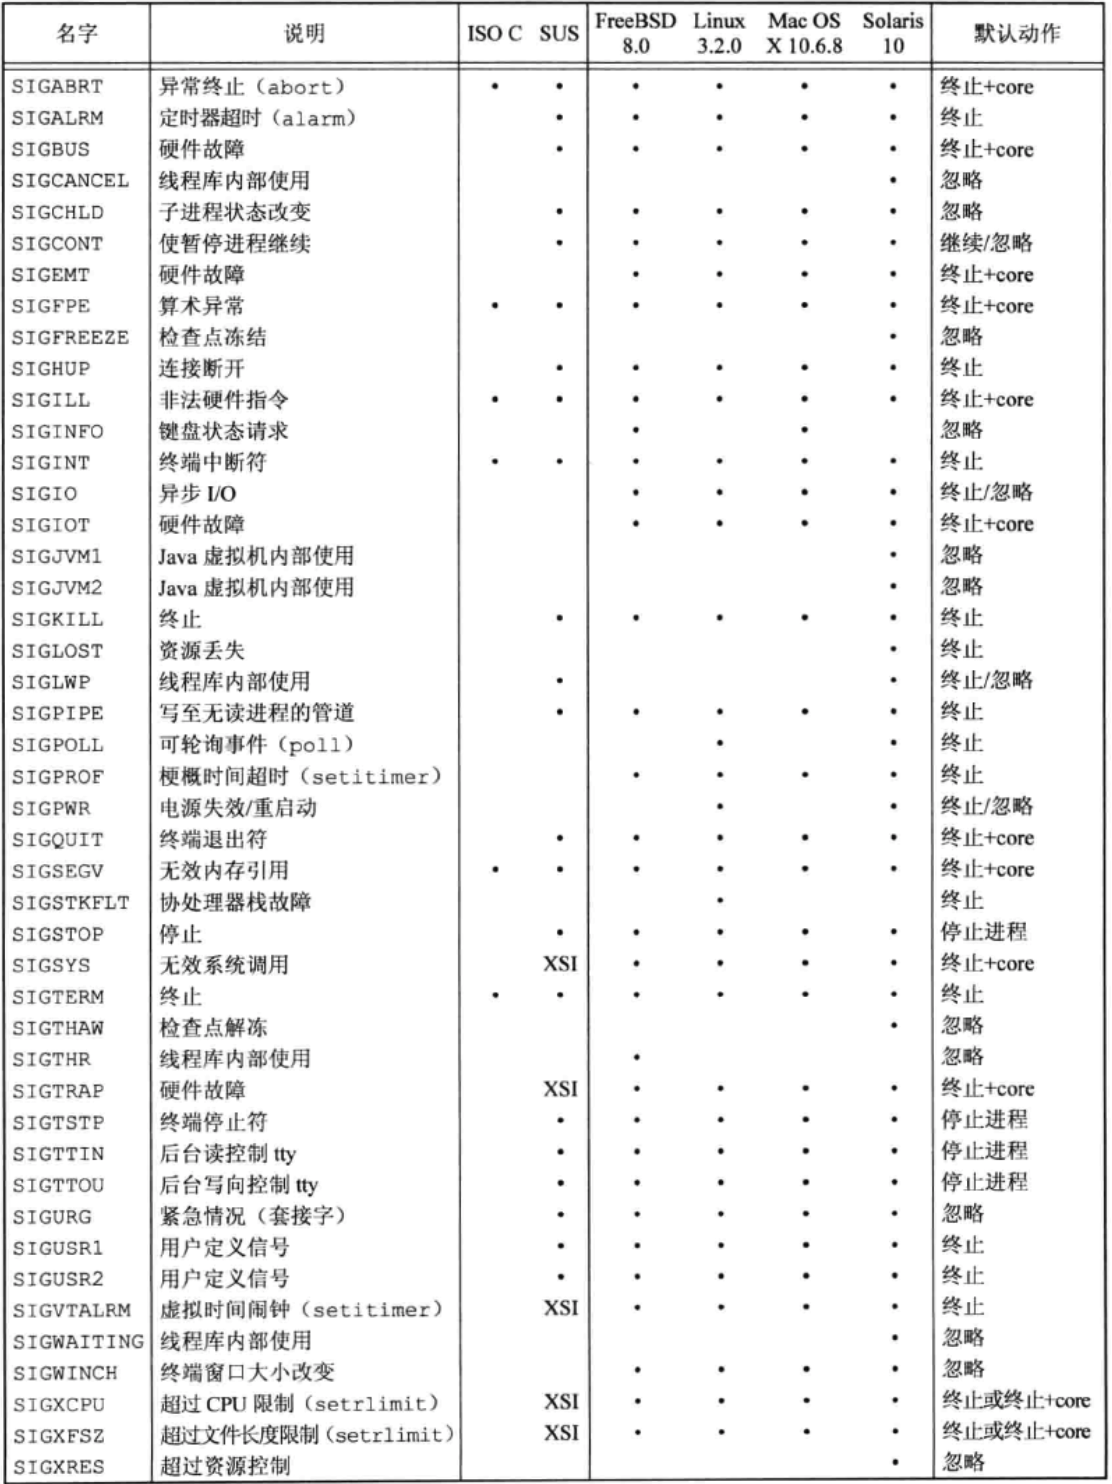 名字 说明 ISO C SUS FreeBSD 8.0 Linux 3.2.0 Mac OS X 10.6.8 Solaris 10 默认动作
SIGABRT 异常终止（abort） • • • • • • 终止+core
SIGALRM 定时器超时（alarm） • • • • • 终止
SIGBUS 硬件故障 • • • • • 终止+core
SIGCANCEL 线程库内部使用 • 忽略
SIGCHLD 子进程状态改变 • • • • • 忽略
SIGCONT 使暂停进程继续 • • • • • 继续/忽略
SIGEMT 硬件故障 • • • • 终止+core
SIGFPE 算术异常 • • • • • • 终止+core
SIGFREEZE 检查点冻结 • 忽略
SIGHUP 连接断开 • • • • • 终止
SIGILL 非法硬件指令 • • • • • • 终止+core
SIGINFO 键盘状态请求 • • 忽略
SIGINT 终端中断符 • • • • • • 终止
SIGIO 异步 I/O • • • • 终止/忽略
SIGIOT 硬件故障 • • • • 终止+core
SIGJVM1 Java 虚拟机内部使用 • 忽略
SIGJVM2 Java 虚拟机内部使用 • 忽略
SIGKILL 终止 • • • • • 终止
SIGLOST 资源丢失 • 终止
SIGLWP 线程库内部使用 • • 终止/忽略
SIGPIPE 写至无读进程的管道 • • • • • 终止
SIGPOLL 可轮询事件（poll） • • 终止
SIGPROF 梗概时间超时（setitimer） • • • • 终止
SIGPWR 电源失效/重启动 • • 终止/忽略
SIGQUIT 终端退出符 • • • • • 终止+core
SIGSEGV 无效内存引用 • • • • • • 终止+core
SIGSTKFLT 协处理器栈故障 • 终止
SIGSTOP 停止 • • • • • 停止进程
SIGSYS 无效系统调用 XSI • • • • 终止+core
SIGTERM 终止 • • • • • • 终止
SIGTHAW 检查点解冻 • 忽略
SIGTHR 线程库内部使用 • 忽略
SIGTRAP 硬件故障 XSI • • • • 终止+core
SIGTSTP 终端停止符 • • • • • 停止进程
SIGTTIN 后台读控制 tty • • • • • 停止进程
SIGTTOU 后台写向控制 tty • • • • • 停止进程
SIGURG 紧急情况（套接字） • • • • • 忽略
SIGUSR1 用户定义信号 • • • • • 终止
SIGUSR2 用户定义信号 • • • • • 终止
SIGVTALRM 虚拟时间闹钟（setitimer） XSI • • • • 终止
SIGWAITING 线程库内部使用 • 忽略
SIGWINCH 终端窗口大小改变 • • • • 忽略
SIGXCPU 超过 CPU 限制（setrlimit） XSI • • • • 终止或终止+core
SIGXFSZ 超过文件长度限制（setrlimit） XSI • • • • 终止或终止+core
SIGXRES 超过资源控制 • 忽略